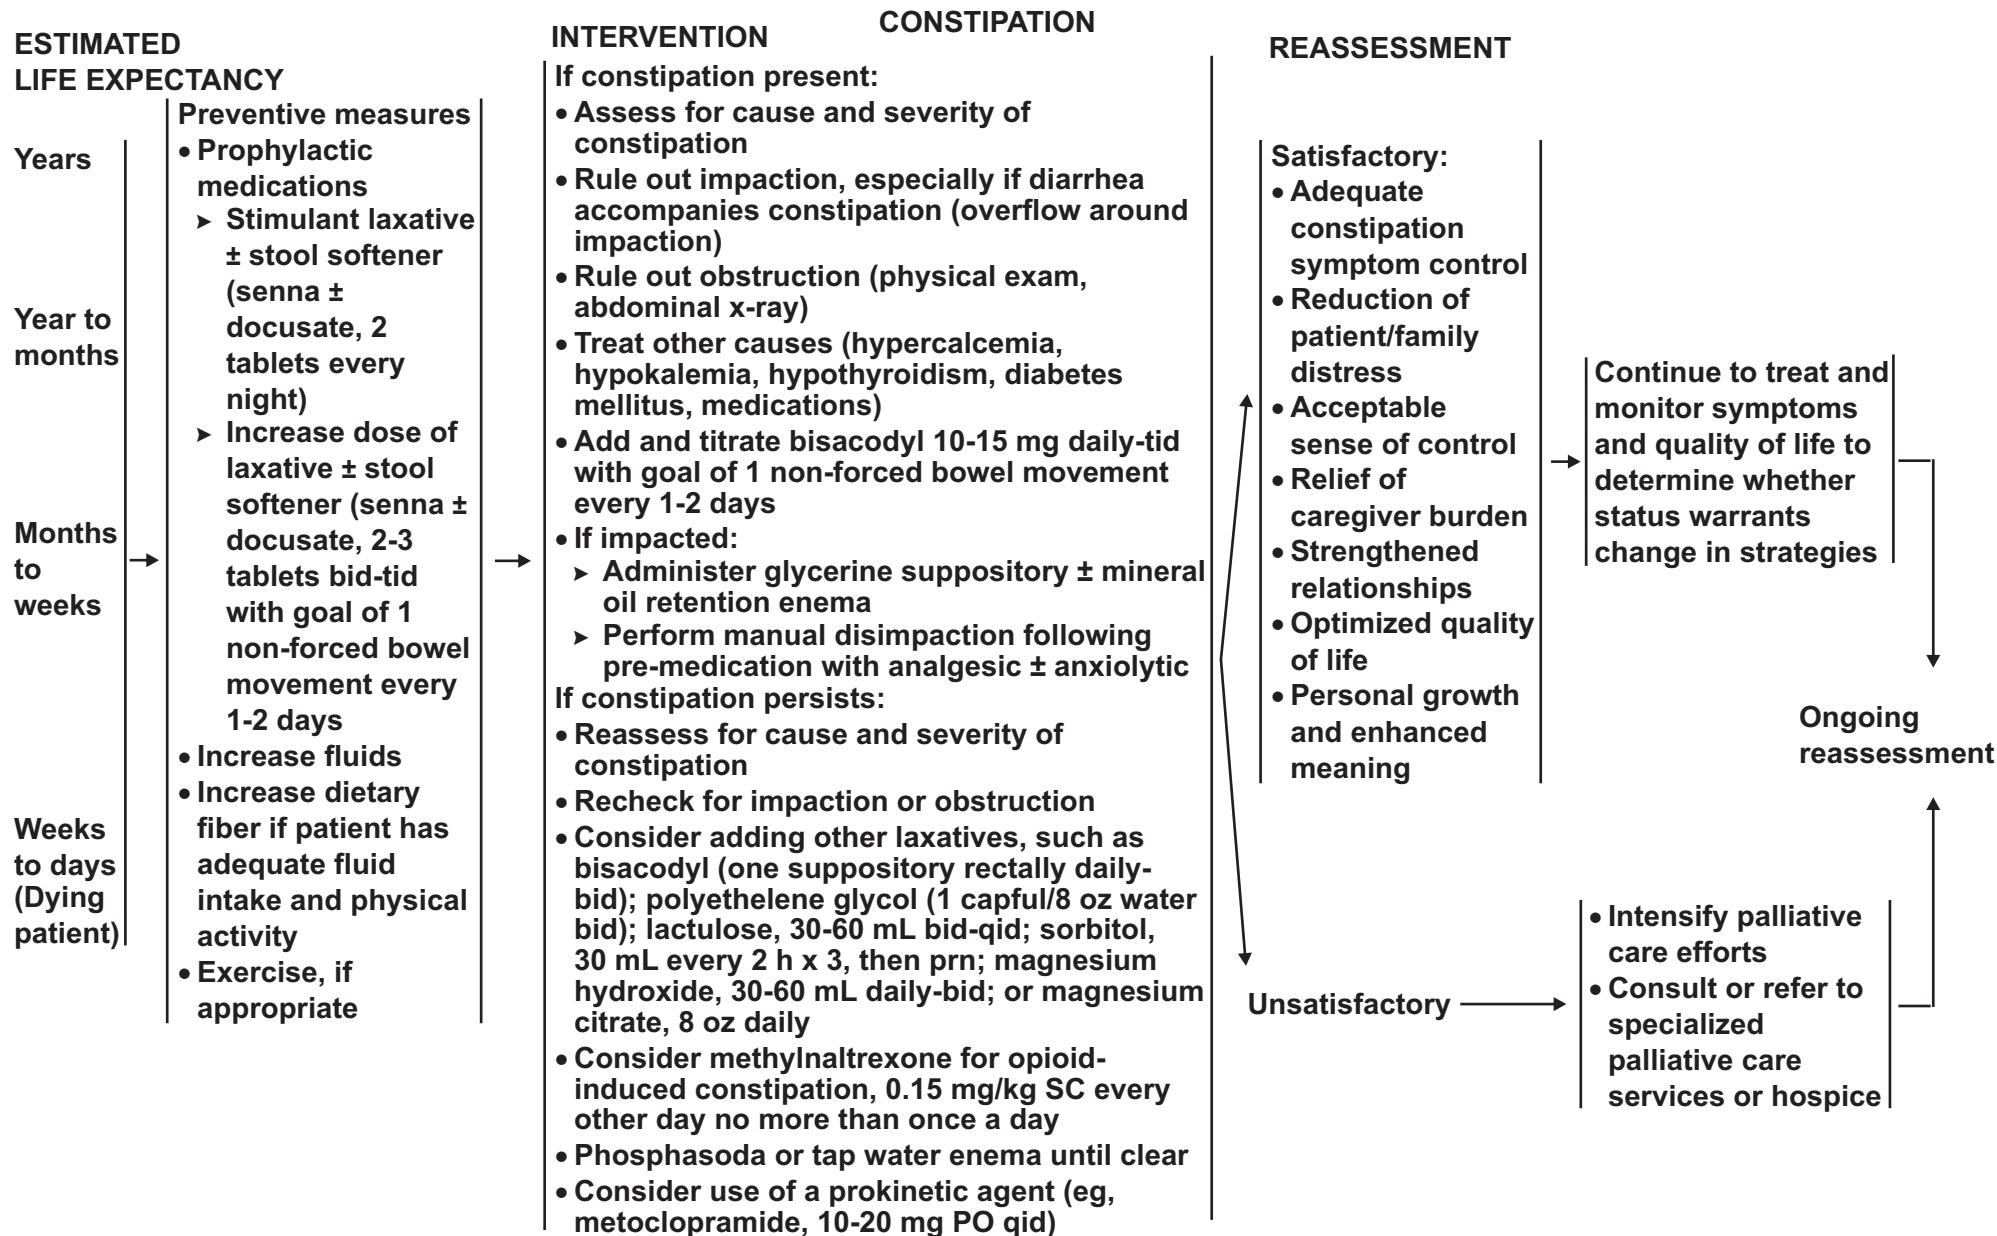 CONSTIPATION
ESTIMATED
LIFE EXPECTANCY
Years
Year to
months
Months
to
weeks
Weeks
to days
(Dying
patient)
Preventive measures
• Prophylactic
medications
➤ Stimulant laxative
± stool softener
(senna ±
docusate, 2
tablets every
night)
➤ Increase dose of
laxative ± stool
softener (senna ±
docusate, 2-3
tablets bid-tid
with goal of 1
non-forced bowel
movement every
1-2 days
• Increase fluids
• Increase dietary
fiber if patient has
adequate fluid
intake and physical
activity
• Exercise, if
appropriate
INTERVENTION
If constipation present:
• Assess for cause and severity of
constipation
• Rule out impaction, especially if diarrhea
accompanies constipation (overflow around
impaction)
• Rule out obstruction (physical exam,
abdominal x-ray)
• Treat other causes (hypercalcemia,
hypokalemia, hypothyroidism, diabetes
mellitus, medications)
• Add and titrate bisacodyl 10-15 mg daily-tid
with goal of 1 non-forced bowel movement
every 1-2 days
• If impacted:
➤ Administer glycerine suppository ± mineral
oil retention enema
➤ Perform manual disimpaction following
pre-medication with analgesic ± anxiolytic
If constipation persists:
• Reassess for cause and severity of
constipation
• Recheck for impaction or obstruction
• Consider adding other laxatives, such as
bisacodyl (one suppository rectally daily-
bid); polyethelene glycol (1 capful/8 oz water
bid); lactulose, 30-60 mL bid-qid; sorbitol,
30 mL every 2 h x 3, then prn; magnesium
hydroxide, 30-60 mL daily-bid; or magnesium
citrate, 8 oz daily
• Consider methylnaltrexone for opioid-
induced constipation, 0.15 mg/kg SC every
other day no more than once a day
• Phosphasoda or tap water enema until clear
• Consider use of a prokinetic agent (eg,
metoclopramide, 10-20 mg PO qid)
REASSESSMENT
Satisfactory:
• Adequate
constipation
symptom control
• Reduction of
patient/family
distress
• Acceptable
sense of control
• Relief of
caregiver burden
• Strengthened
relationships
• Optimized quality
of life
• Personal growth
and enhanced
meaning
Continue to treat and
monitor symptoms
and quality of life to
determine whether
status warrants
change in strategies
Unsatisfactory
• Intensify palliative
care efforts
• Consult or refer to
specialized
palliative care
services or hospice
Ongoing
reassessment